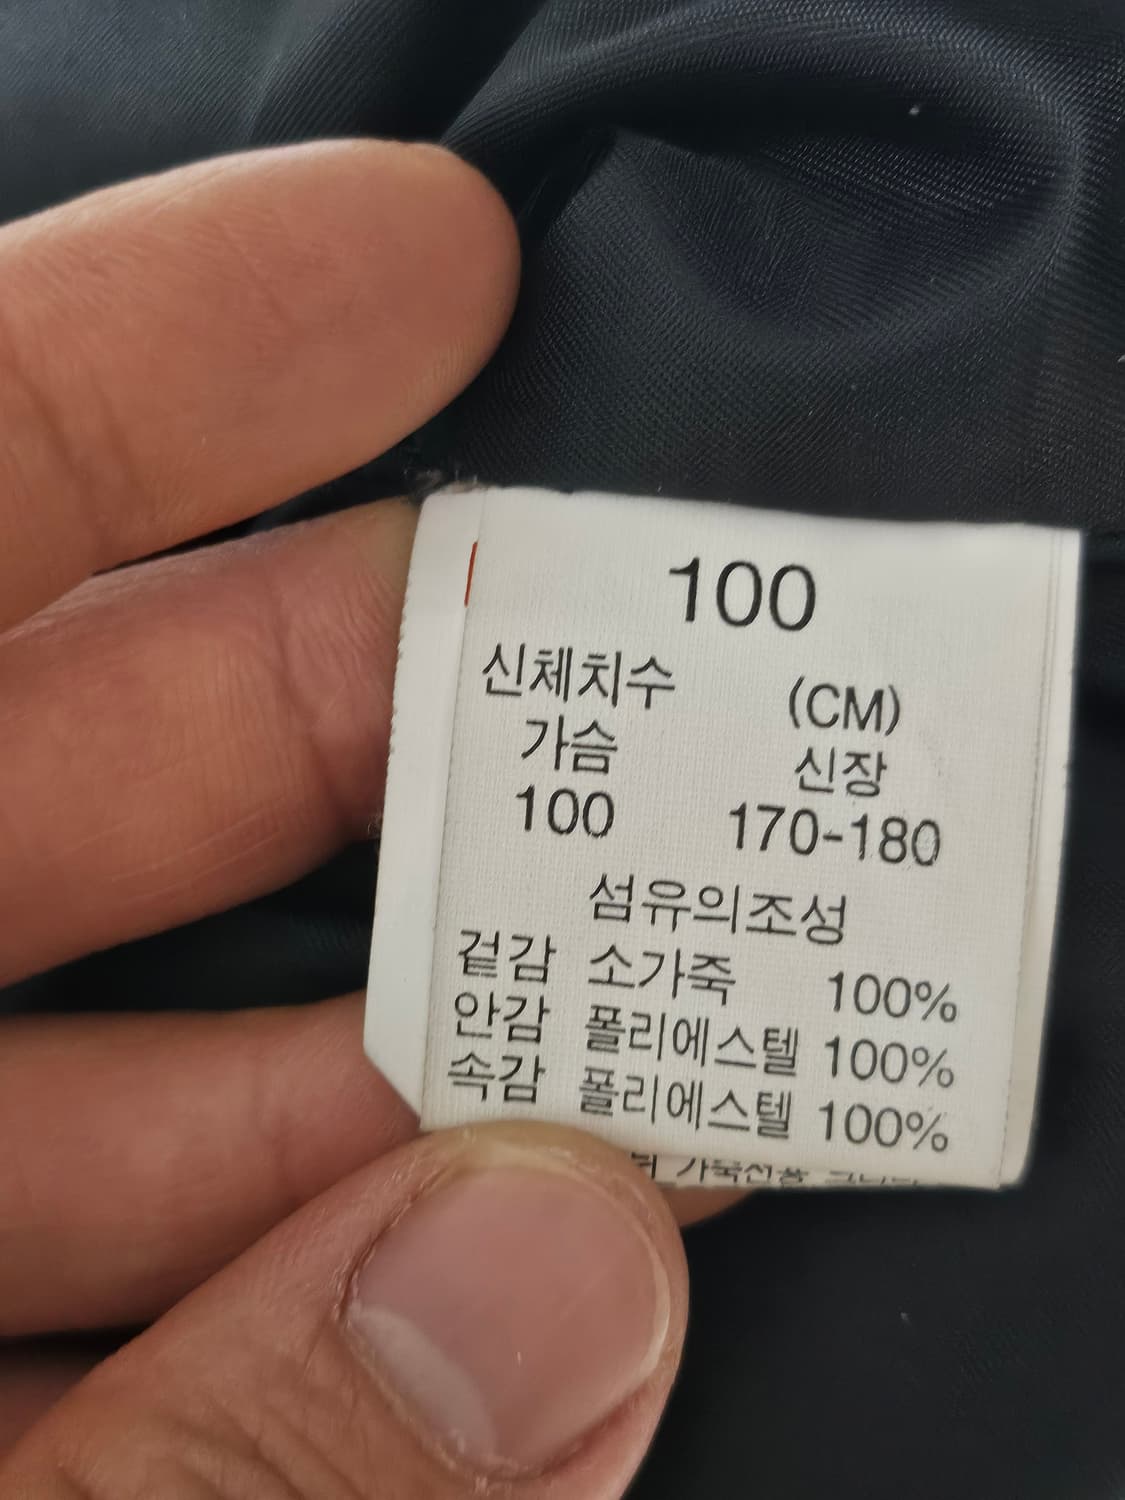 100
신체치수 (CM)
가슴 신장
100 170-180
섬유의조성
겉감 소가죽 100%
안감 폴리에스텔 100%
속감 폴리에스텔 100%